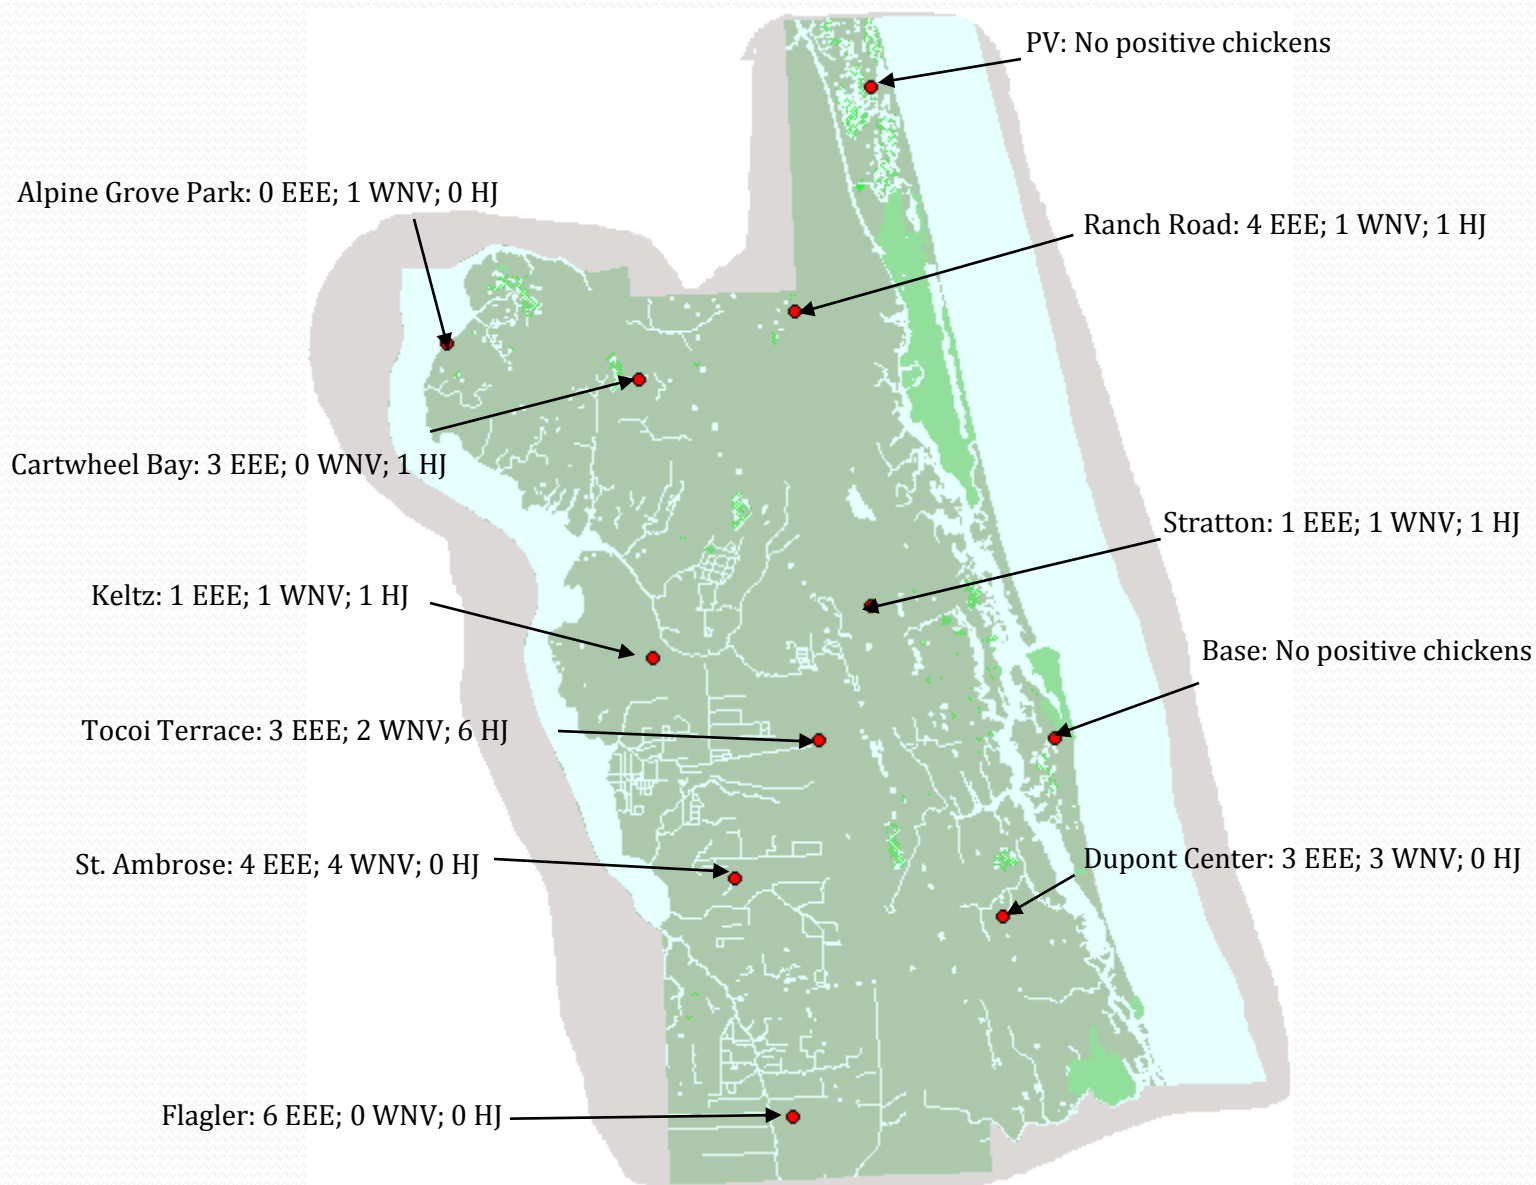 PV: No positive chickens
Alpine Grove Park: 0 EEE; 1 WNV; 0 HJ
Ranch Road: 4 EEE; 1 WNV; 1 HJ
Cartwheel Bay: 3 EEE; 0 WNV; 1 HJ
Stratton: 1 EEE; 1 WNV; 1 HJ
Keltz: 1 EEE; 1 WNV; 1 HJ
Base: No positive chickens
Tocoi Terrace: 3 EEE; 2 WNV; 6 HJ
St. Ambrose: 4 EEE; 4 WNV; 0 HJ
Dupont Center: 3 EEE; 3 WNV; 0 HJ
Flagler: 6 EEE; 0 WNV; 0 HJ